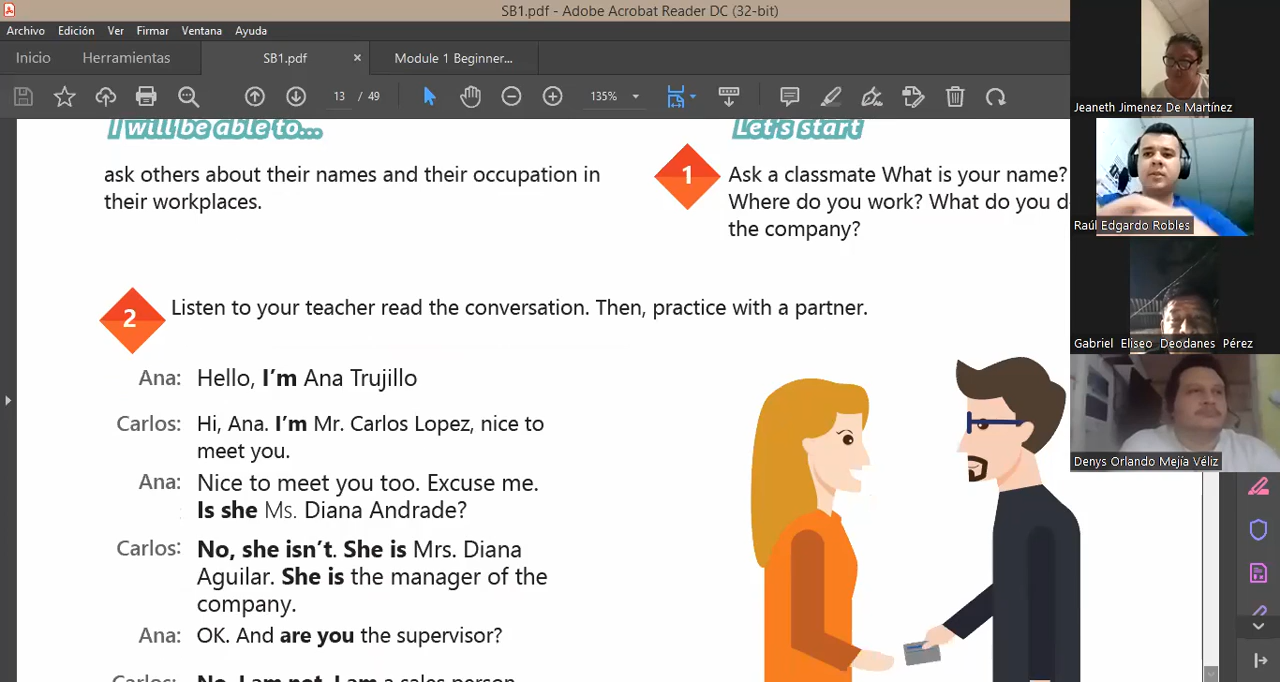 SB1.pdf - Adobe Acrobat Reader DC (32-bit)
Archivo Edición Ver Firmar Ventana Ayuda
Inicio Herramientas SB1.pdf × Module 1 Beginner...
13 / 49 135%
I will be able to...
ask others about their names and their occupation in
their workplaces.
Let's start
1
Ask a classmate What is your name?
Where do you work? What do you d
the company?
2
Listen to your teacher read the conversation. Then, practice with a partner.
Ana: Hello, I'm Ana Trujillo
Carlos: Hi, Ana. I'm Mr. Carlos Lopez, nice to
meet you.
Ana: Nice to meet you too. Excuse me.
Is she Ms. Diana Andrade?
Carlos: No, she isn't. She is Mrs. Diana
Aguilar. She is the manager of the
company.
Ana: OK. And are you the supervisor?
Carlos: No, I am not. I am a sales person
Jeaneth Jimenez De Martínez
Raúl Edgardo Robles
Gabriel Eliseo Deodanes Pérez
Denys Orlando Mejía Véliz